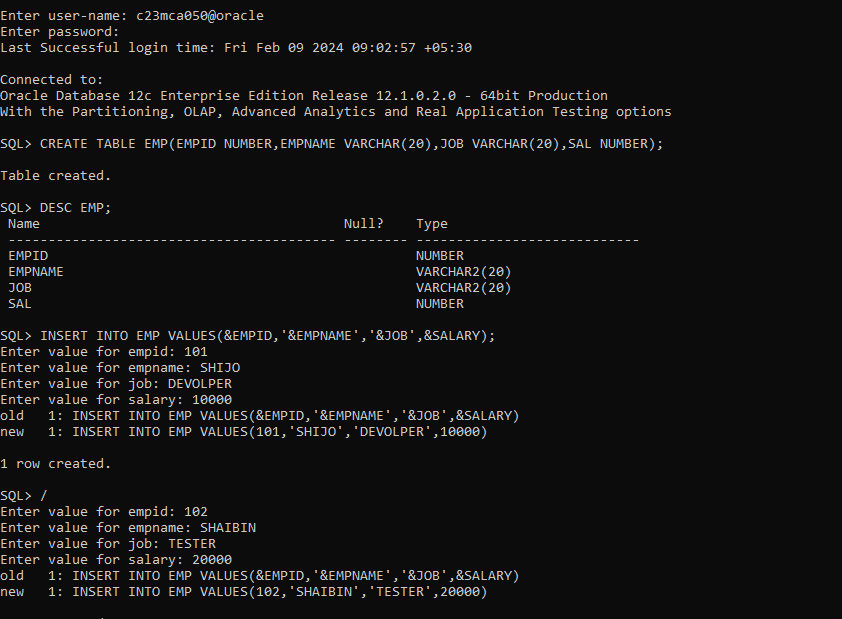 Enter user-name: c23mca050@oracle
Enter password:
Last Successful login time: Fri Feb 09 2024 09:02:57 +05:30
Connected to:
Oracle Database 12c Enterprise Edition Release 12.1.0.2.0 - 64bit Production
With the Partitioning, OLAP, Advanced Analytics and Real Application Testing options
SQL> CREATE TABLE EMP(EMPID NUMBER,EMPNAME VARCHAR(20),JOB VARCHAR(20),SAL NUMBER);
Table created.
SQL> DESC EMP;
Name Null? Type
----------------------------------------- -------- ----------------------------
EMPID NUMBER
EMPNAME VARCHAR2(20)
JOB VARCHAR2(20)
SAL NUMBER
SQL> INSERT INTO EMP VALUES(&EMPID,'&EMPNAME','&JOB',&SALARY);
Enter value for empid: 101
Enter value for empname: SHIJO
Enter value for job: DEVOLPER
Enter value for salary: 10000
old 1: INSERT INTO EMP VALUES(&EMPID,'&EMPNAME','&JOB',&SALARY)
new 1: INSERT INTO EMP VALUES(101,'SHIJO','DEVOLPER',10000)
1 row created.
SQL> /
Enter value for empid: 102
Enter value for empname: SHAIBIN
Enter value for job: TESTER
Enter value for salary: 20000
old 1: INSERT INTO EMP VALUES(&EMPID,'&EMPNAME','&JOB',&SALARY)
new 1: INSERT INTO EMP VALUES(102,'SHAIBIN','TESTER',20000)